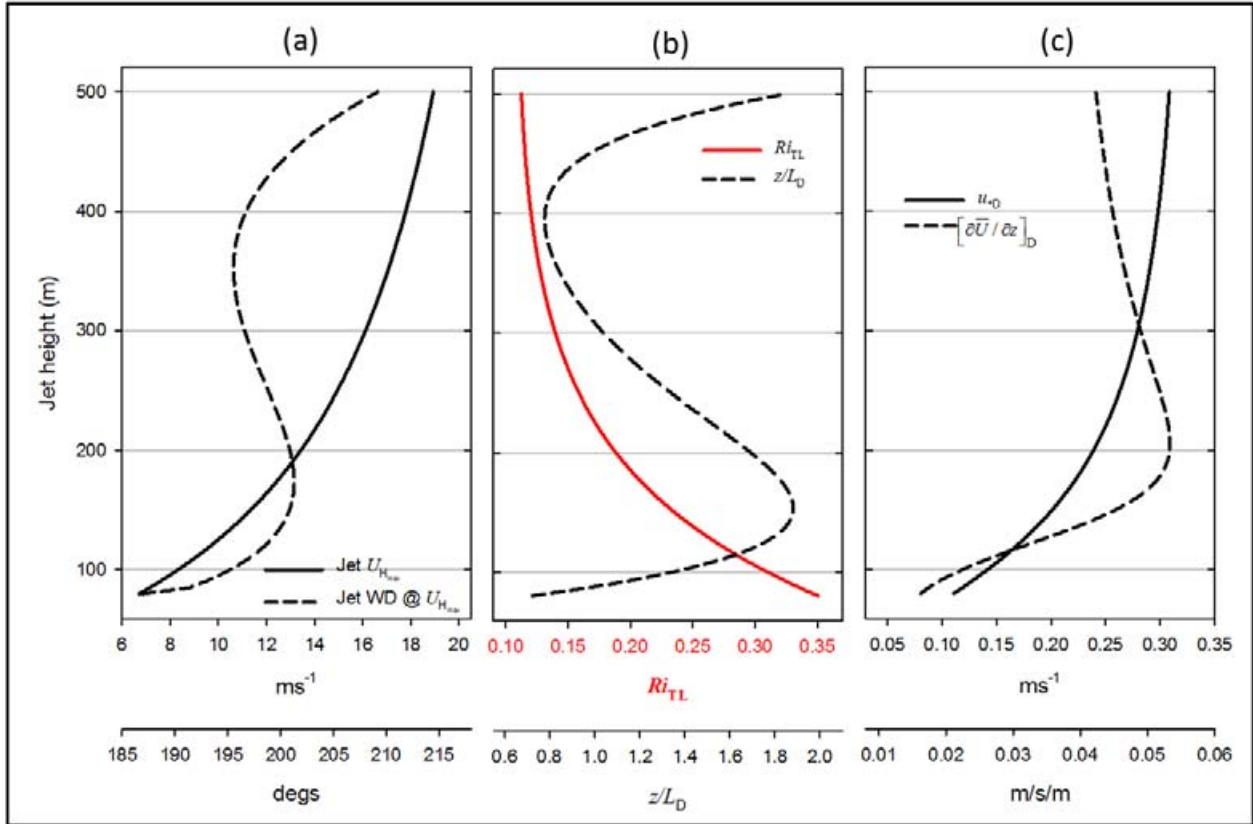 (a) (b) (c)
Jet height (m)
500
400
300
200
100
Jet U_Hmax
Jet WD @ U_Hmax
6 8 10 12 14 16 18 20
ms⁻¹
185 190 195 200 205 210 215
degs
Ri_TL
z/L_D
0.10 0.15 0.20 0.25 0.30 0.35
Ri_TL
0.6 0.8 1.0 1.2 1.4 1.6 1.8 2.0
z/L_D
u_*D
[∂U̅/∂z]_D
0.05 0.10 0.15 0.20 0.25 0.30 0.35
ms⁻¹
0.01 0.02 0.03 0.04 0.05 0.06
m/s/m